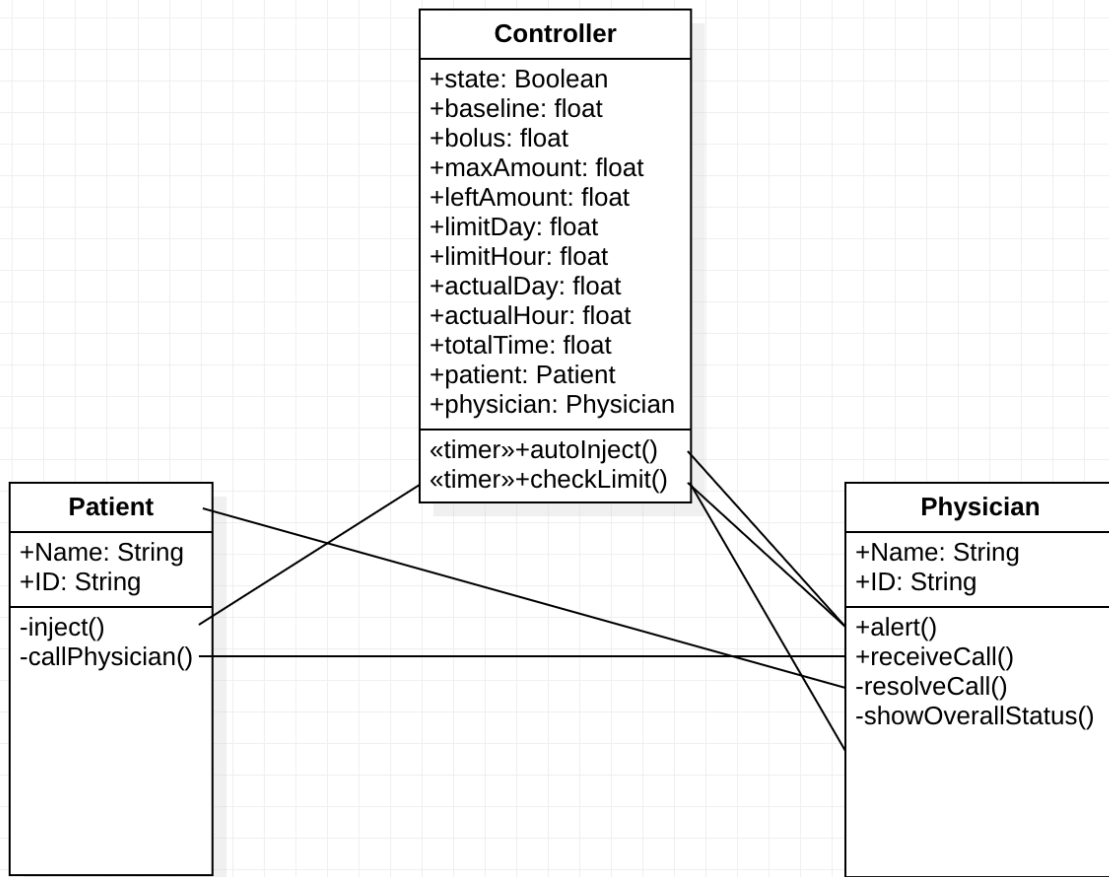 Controller
+state: Boolean
+baseline: float
+bolus: float
+maxAmount: float
+leftAmount: float
+limitDay: float
+limitHour: float
+actualDay: float
+actualHour: float
+totalTime: float
+patient: Patient
+physician: Physician
«timer»+autoInject()
«timer»+checkLimit()
Patient
+Name: String
+ID: String
-inject()
-callPhysician()
Physician
+Name: String
+ID: String
+alert()
+receiveCall()
-resolveCall()
-showOverallStatus()